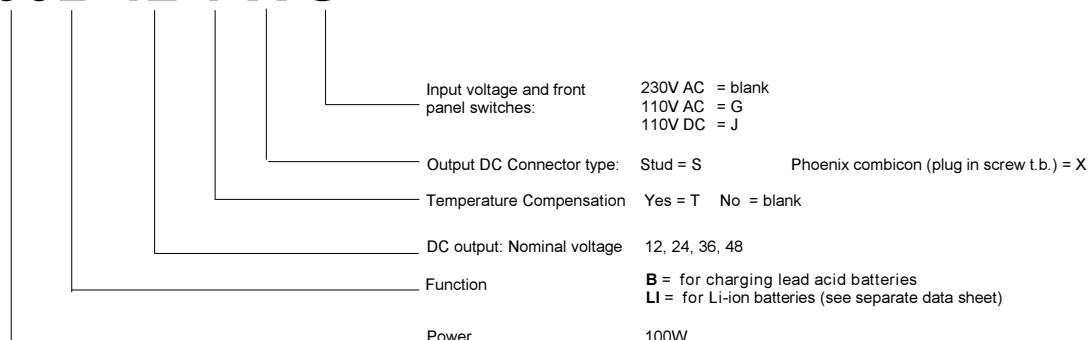 Input voltage and front 230V AC = blank
panel switches: 110V AC = G
110V DC = J
Output DC Connector type: Stud = S Phoenix combicon (plug in screw t.b.) = X
Temperature Compensation Yes = T No = blank
DC output: Nominal voltage 12, 24, 36, 48
Function B = for charging lead acid batteries
LI = for Li-ion batteries (see separate data sheet)
Power 100W